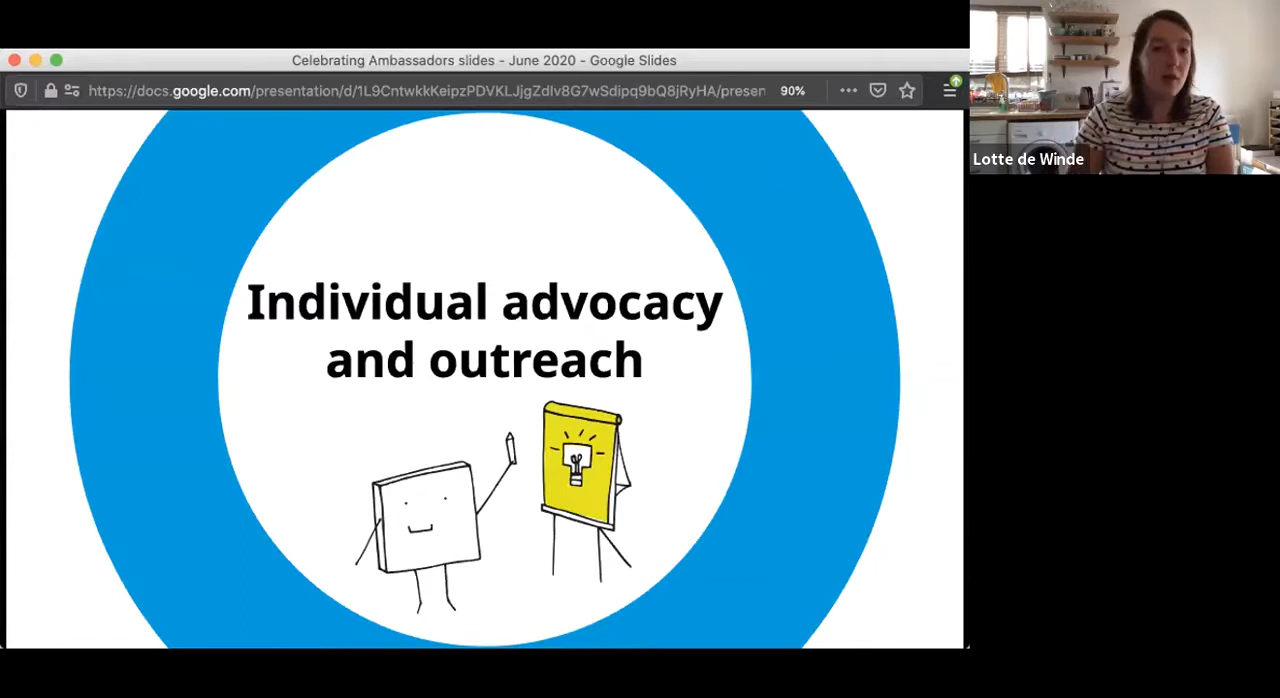 Celebrating Ambassadors slides - June 2020 - Google Slides
https://docs.google.com/presentation/d/1L9CntwkkKeipzPDVKLJjgZdlv8G7wSdipq9bQ8jRyHA/presen 90%
Lotte de Winde
Individual advocacy
and outreach